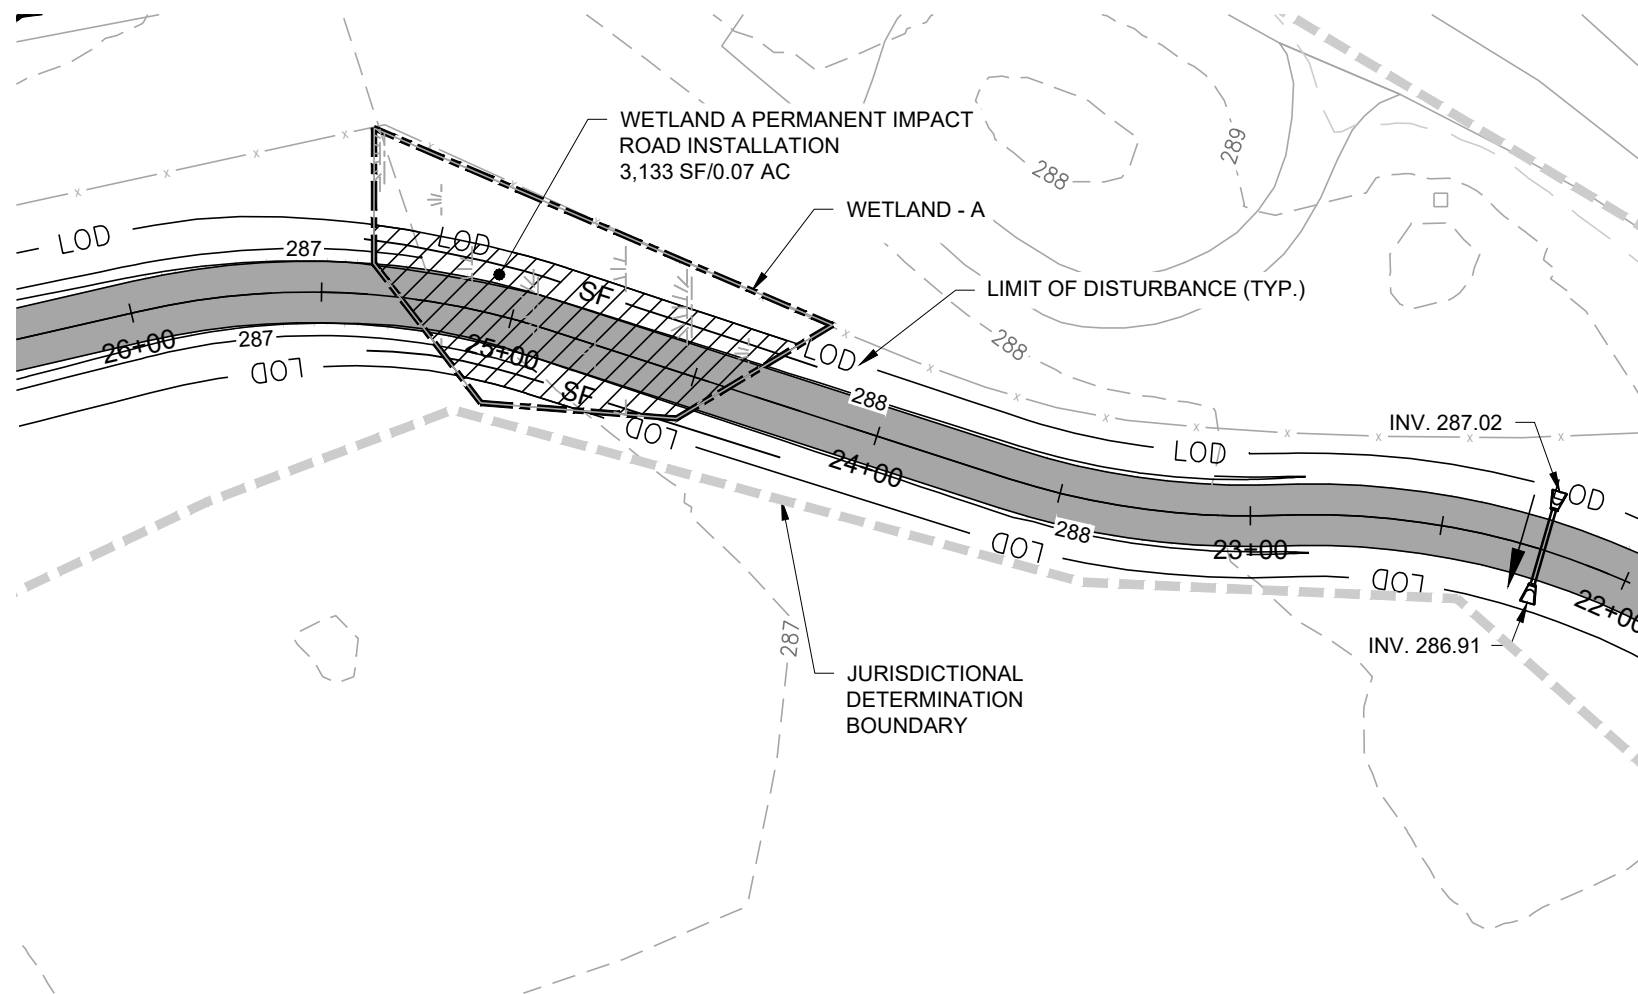 WETLAND A PERMANENT IMPACT
ROAD INSTALLATION
3,133 SF/0.07 AC
289
288
WETLAND - A
LOD
LOD
287
LIMIT OF DISTURBANCE (TYP.)
SF
26+00
287
25+00
288
LOD
LOD
SF
288
INV. 287.02
LOD
24+00
LOD
OD
288
LOD
23+00
LOD
22+00
287
INV. 286.91
JURISDICTIONAL
DETERMINATION
BOUNDARY